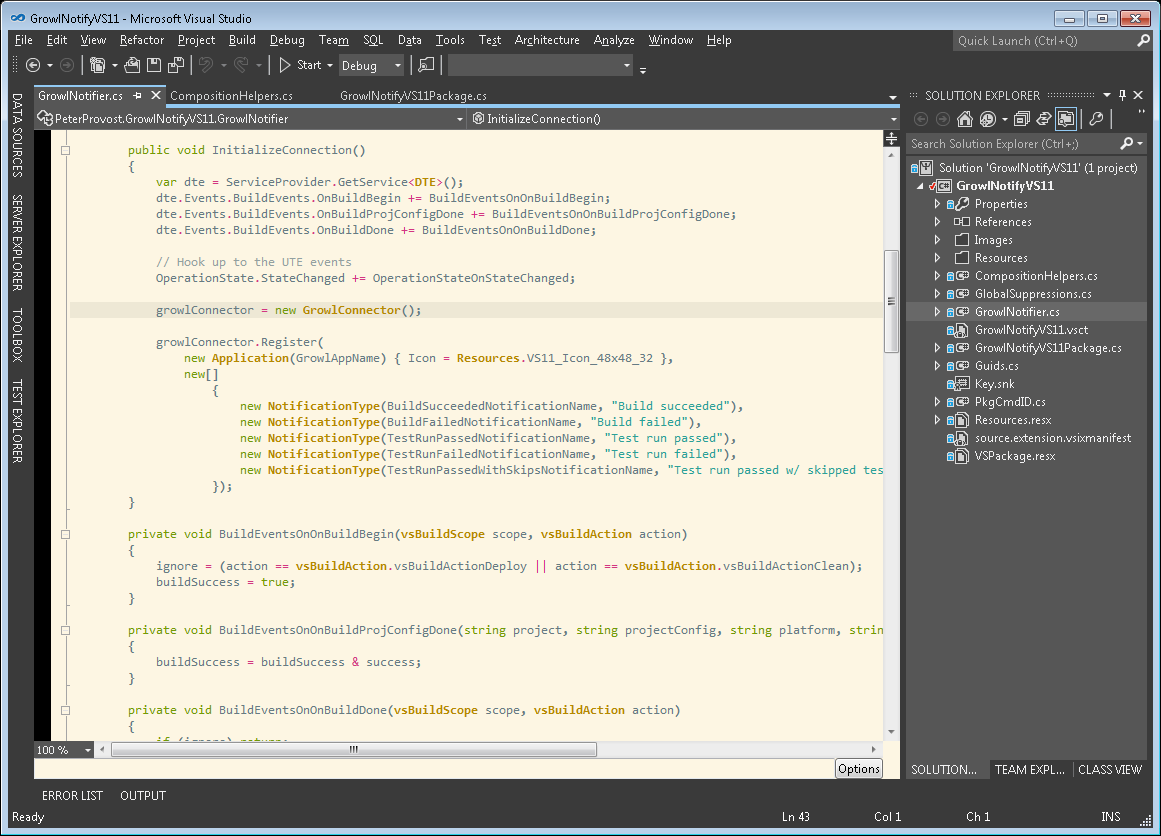 GrowlNotifyVS11 - Microsoft Visual Studio
File Edit View Refactor Project Build Debug Team SQL Data Tools Test Architecture Analyze Window Help
Quick Launch (Ctrl+Q)
Start Debug
GrowlNotifier.cs CompositionHelpers.cs GrowlNotifyVS11Package.cs
PeterProvost.GrowlNotifyVS11.GrowlNotifier InitializeConnection()
DATA SOURCES
SERVER EXPLORER
TOOLBOX
TEST EXPLORER
public void InitializeConnection()
{
var dte = ServiceProvider.GetService<DTE>();
dte.Events.BuildEvents.OnBuildBegin += BuildEventsOnOnBuildBegin;
dte.Events.BuildEvents.OnBuildProjConfigDone += BuildEventsOnOnBuildProjConfigDone;
dte.Events.BuildEvents.OnBuildDone += BuildEventsOnOnBuildDone;
// Hook up to the UTE events
OperationState.StateChanged += OperationStateOnStateChanged;
growlConnector = new GrowlConnector();
growlConnector.Register(
new Application(GrowlAppName) { Icon = Resources.VS11_Icon_48x48_32 },
new[]
{
new NotificationType(BuildSucceededNotificationName, "Build succeeded"),
new NotificationType(BuildFailedNotificationName, "Build failed"),
new NotificationType(TestRunPassedNotificationName, "Test run passed"),
new NotificationType(TestRunFailedNotificationName, "Test run failed"),
new NotificationType(TestRunPassedWithSkipsNotificationName, "Test run passed w/ skipped tes
});
}
private void BuildEventsOnOnBuildBegin(vsBuildScope scope, vsBuildAction action)
{
ignore = (action == vsBuildAction.vsBuildActionDeploy || action == vsBuildAction.vsBuildActionClean);
buildSuccess = true;
}
private void BuildEventsOnOnBuildProjConfigDone(string project, string projectConfig, string platform, strin
{
buildSuccess = buildSuccess & success;
}
private void BuildEventsOnOnBuildDone(vsBuildScope scope, vsBuildAction action)
{
if (ignore) return;
100 %
Options
SOLUTION EXPLORER
Search Solution Explorer (Ctrl+;)
Solution 'GrowlNotifyVS11' (1 project)
GrowlNotifyVS11
Properties
References
Images
Resources
CompositionHelpers.cs
GlobalSuppressions.cs
GrowlNotifier.cs
GrowlNotifyVS11.vsct
GrowlNotifyVS11Package.cs
Guids.cs
Key.snk
PkgCmdID.cs
Resources.resx
source.extension.vsixmanifest
VSPackage.resx
SOLUTION... TEAM EXPL... CLASS VIEW
ERROR LIST OUTPUT
Ready Ln 43 Col 1 Ch 1 INS